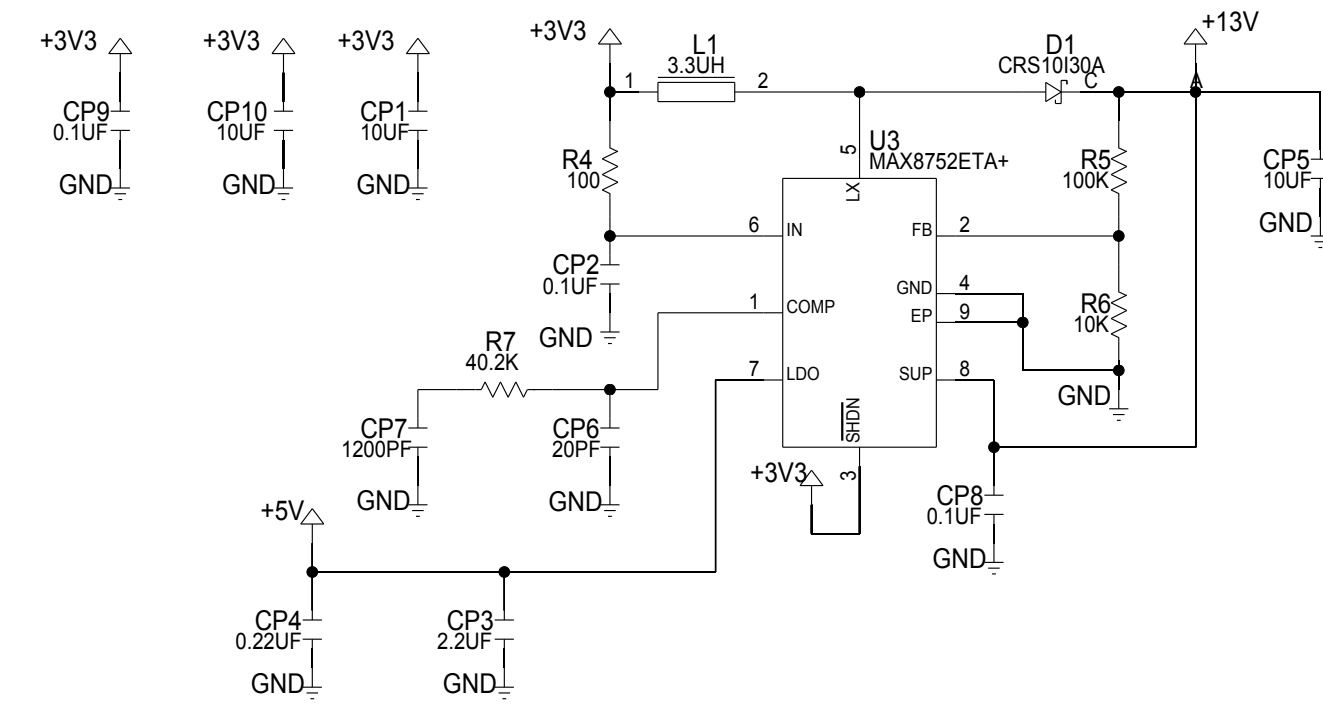 +3V3
CP9
0.1UF
GND
+3V3
CP10
10UF
GND
+3V3
CP1
10UF
GND
+3V3
1
L1
3.3UH
2
D1
CRS10I30A
C
A
+13V
R4
100
5
U3
MAX8752ETA+
LX
R5
100K
CP5
10UF
GND
6
IN
FB
2
CP2
0.1UF
GND
1
COMP
GND
4
EP
9
R6
10K
GND
R7
40.2K
7
LDO
SUP
8
SHDN
3
+3V3
CP7
1200PF
GND
CP6
20PF
GND
CP8
0.1UF
GND
+5V
CP4
0.22UF
GND
CP3
2.2UF
GND